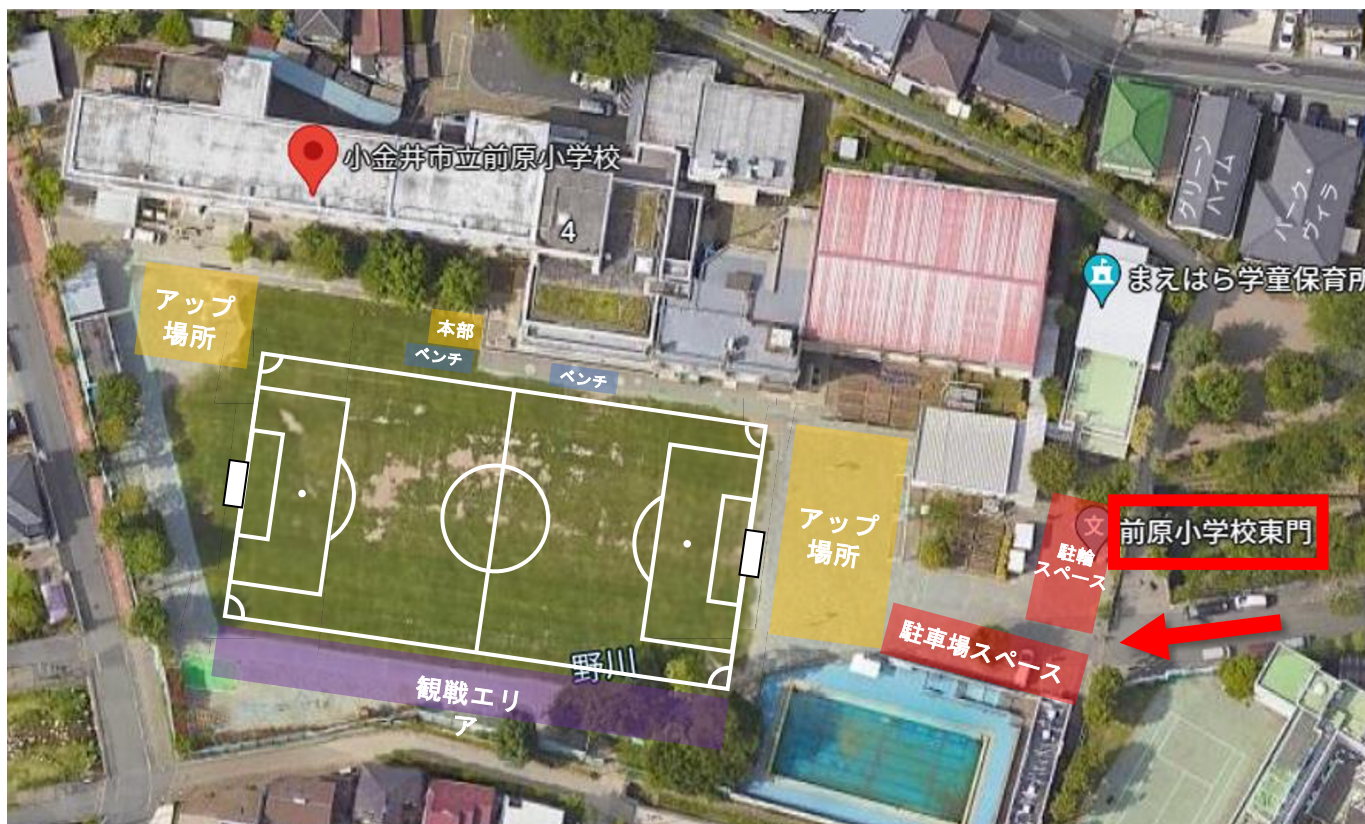 小金井市立前原小学校
4
グリーン
ハイム
パーク・
ヴィラ
まえはら学童保育所
アップ
場所
本部
ベンチ
ベンチ
アップ
場所
文
前原小学校東門
駐輪
スペース
駐車場スペース
野川
観戦エリ
ア